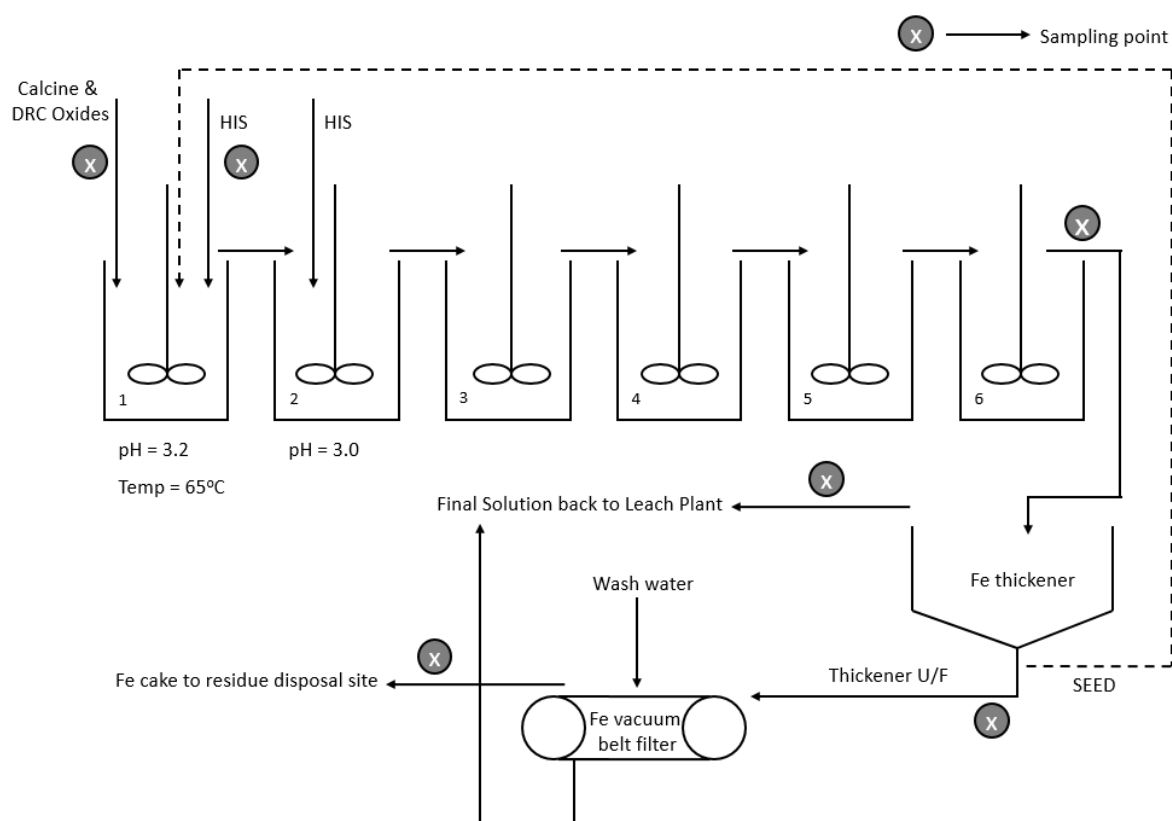 X
Sampling point
Calcine &
DRC Oxides
HIS
HIS
X
X
X
1
2
3
4
5
6
pH = 3.2
pH = 3.0
Temp = 65ºC
X
Final Solution back to Leach Plant
Fe thickener
Wash water
X
Fe cake to residue disposal site
Thickener U/F
SEED
X
Fe vacuum
belt filter